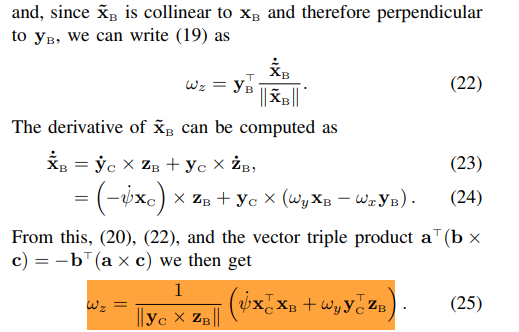 and, since x̃_B is collinear to x_B and therefore perpendicular
to y_B, we can write (19) as
ω_z = y_B^⊤ \dot{x̃}_B / ‖x̃_B‖. (22)
The derivative of x̃_B can be computed as
\dot{x̃}_B = ẏ_C × z_B + y_C × ż_B, (23)
= (−ψ̇x_C) × z_B + y_C × (ω_y x_B − ω_x y_B). (24)
From this, (20), (22), and the vector triple product a^⊤(b ×
c) = −b^⊤(a × c) we then get
ω_z = 1 / ‖y_C × z_B‖ (ψ̇x_C^⊤ x_B + ω_y y_C^⊤ z_B). (25)